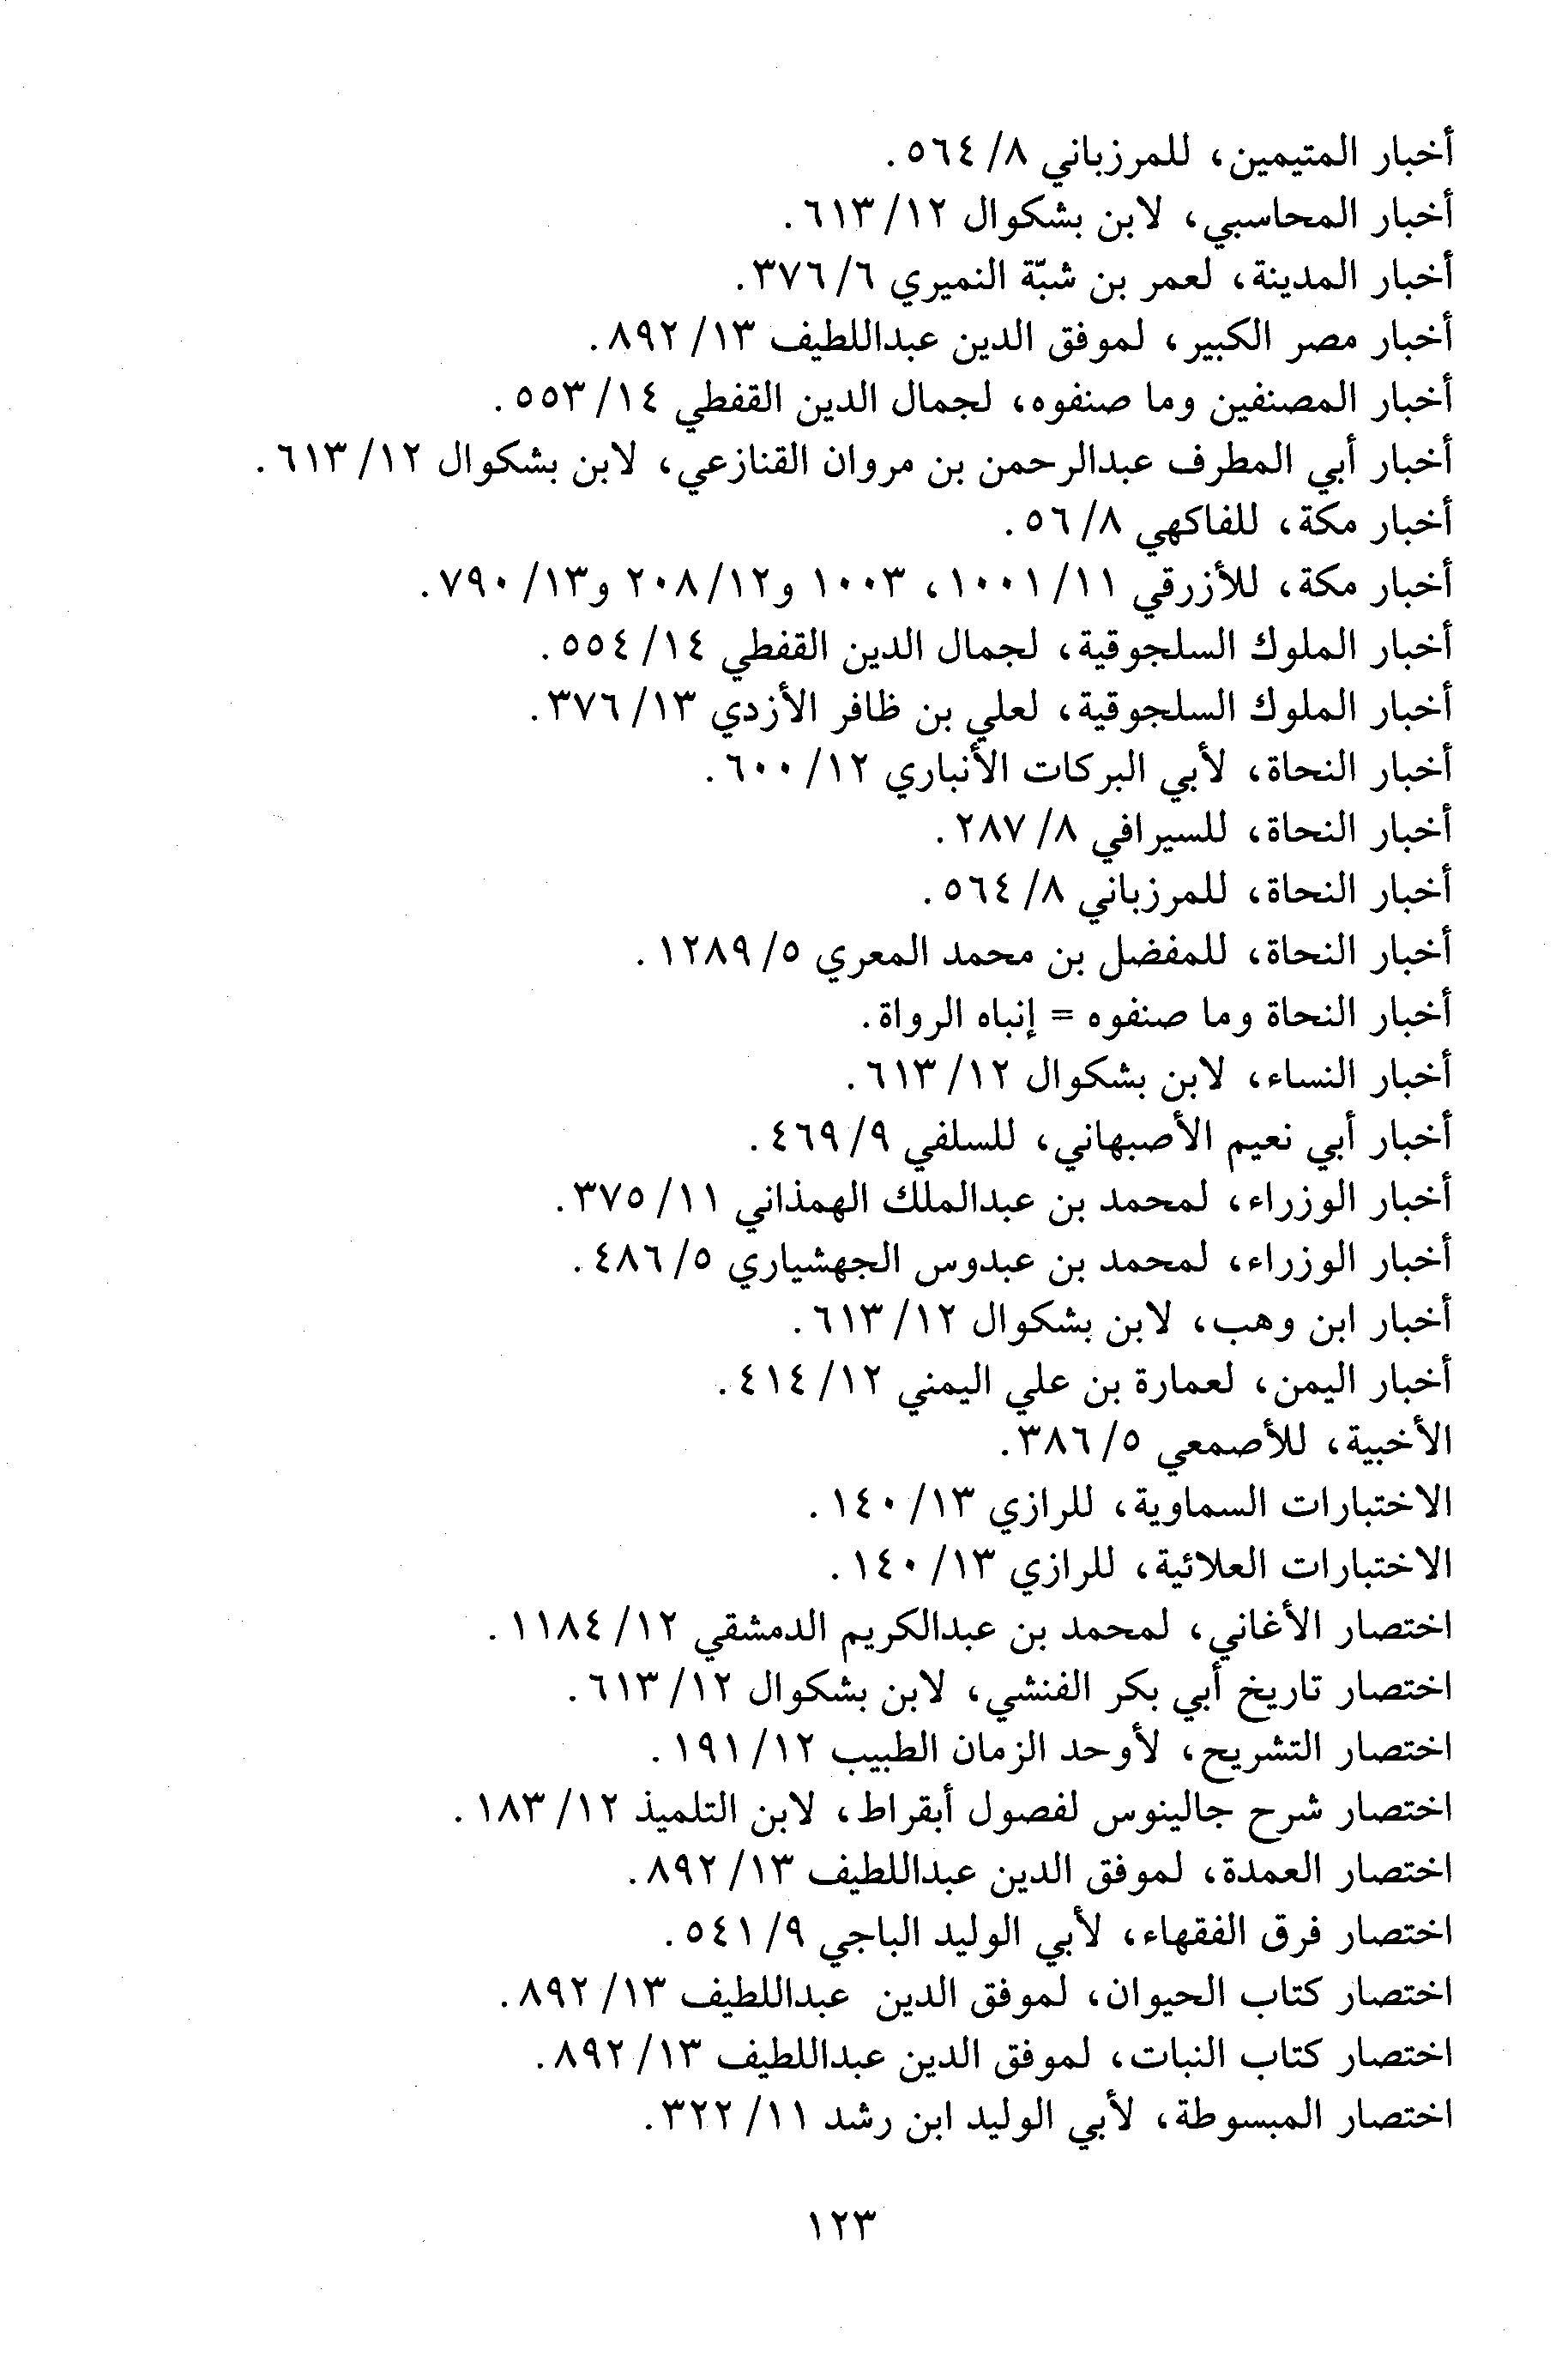 أخبار المتيمين، للمرزباني ٨/ ٥٦٤.
أخبار المحاسبي، لابن بشكوال ١٢/ ٦١٣.
أخبار المدينة، لعمر بن شبّة النميري ٦/ ٣٧٦.
أخبار مصر الكبير، لموفق الدين عبداللطيف ١٣/ ٨٩٢.
أخبار المصنفين وما صنفوه، لجمال الدين القفطي ١٤/ ٥٥٣.
أخبار أبي المطرف عبدالرحمن بن مروان القنازعي، لابن بشكوال ١٢/ ٦١٣.
أخبار مكة، للفاكهي ٨/ ٥٦.
أخبار مكة، للأزرقي ١١/ ١٠٠١، ١٠٠٣ و١٢/ ٢٠٨ و١٣/ ٧٩٠.
أخبار الملوك السلجوقية، لجمال الدين القفطي ١٤/ ٥٥٤.
أخبار الملوك السلجوقية، لعلي بن ظافر الأزدي ١٣/ ٣٧٦.
أخبار النحاة، لأبي البركات الأنباري ١٢/ ٦٠٠.
أخبار النحاة، للسيرافي ٨/ ٢٨٧.
أخبار النحاة، للمرزباني ٨/ ٥٦٤.
أخبار النحاة، للمفضل بن محمد المعري ٥/ ١٢٨٩.
أخبار النحاة وما صنفوه = إنباه الرواة.
أخبار النساء، لابن بشكوال ١٢/ ٦١٣.
أخبار أبي نعيم الأصبهاني، للسلفي ٩/ ٤٦٩.
أخبار الوزراء، لمحمد بن عبدالملك الهمذاني ١١/ ٣٧٥.
أخبار الوزراء، لمحمد بن عبدوس الجهشياري ٥/ ٤٨٦.
أخبار ابن وهب، لابن بشكوال ١٢/ ٦١٣.
أخبار اليمن، لعمارة بن علي اليمني ١٢/ ٤١٤.
الأخبية، للأصمعي ٥/ ٣٨٦.
الاختبارات السماوية، للرازي ١٣/ ١٤٠.
الاختبارات العلائية، للرازي ١٣/ ١٤٠.
اختصار الأغاني، لمحمد بن عبدالكريم الدمشقي ١٢/ ١١٨٤.
اختصار تاريخ أبي بكر الفنشي، لابن بشكوال ١٢/ ٦١٣.
اختصار التشريح، لأوحد الزمان الطبيب ١٢/ ١٩١.
اختصار شرح جالينوس لفصول أبقراط، لابن التلميذ ١٢/ ١٨٣.
اختصار العمدة، لموفق الدين عبداللطيف ١٣/ ٨٩٢.
اختصار فرق الفقهاء، لأبي الوليد الباجي ٩/ ٥٤١.
اختصار كتاب الحيوان، لموفق الدين عبداللطيف ١٣/ ٨٩٢.
اختصار كتاب النبات، لموفق الدين عبداللطيف ١٣/ ٨٩٢.
اختصار المبسوطة، لأبي الوليد ابن رشد ١١/ ٣٢٢.
١٢٣